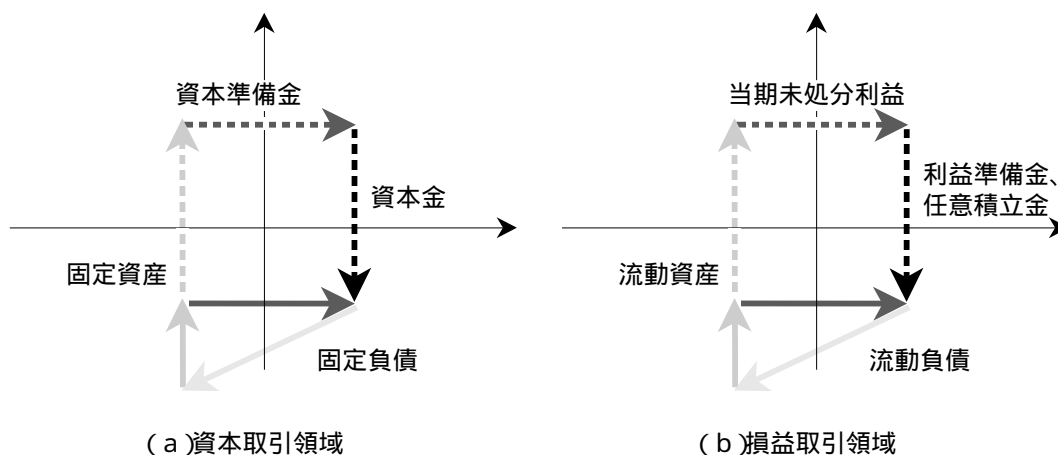 資本準備金
資本金
固定資産
固定負債
(a)資本取引領域
当期未処分利益
利益準備金、
任意積立金
流動資産
流動負債
(b)損益取引領域